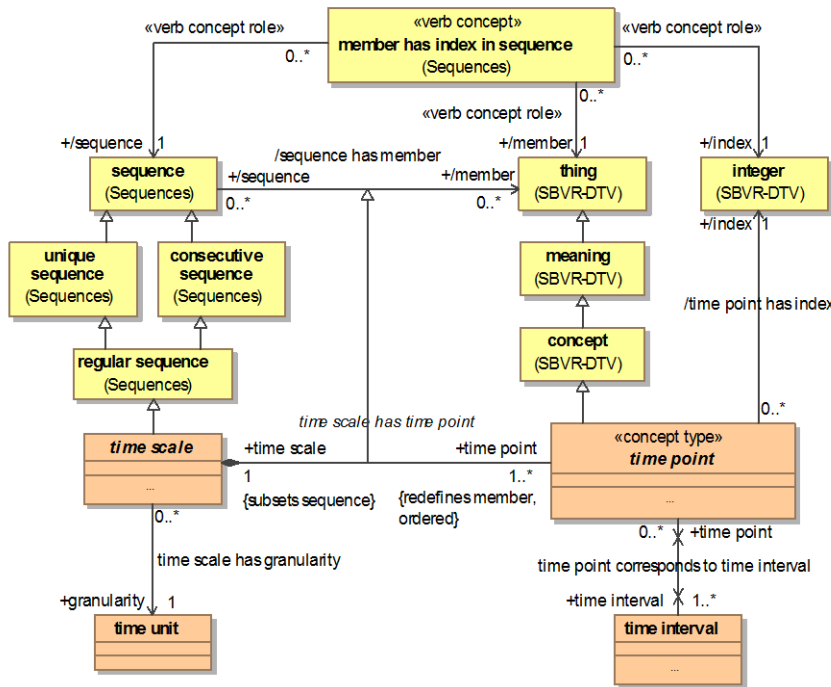 «verb concept»
member has index in sequence
(Sequences)
«verb concept role»
0..*
«verb concept role»
0..*
0..*
«verb concept role»
+/sequence 1
+/member 1
+/index 1
sequence
(Sequences)
/sequence has member
+/sequence
0..*
+/member
0..*
thing
(SBVR-DTV)
integer
(SBVR-DTV)
+/index 1
unique
sequence
(Sequences)
consecutive
sequence
(Sequences)
meaning
(SBVR-DTV)
/time point has index
concept
(SBVR-DTV)
regular sequence
(Sequences)
time scale has time point
0..*
time scale
...
+time scale
1
{subsets sequence}
+time point
1..*
{redefines member,
ordered}
«concept type»
time point
...
0..*
time scale has granularity
+granularity 1
time unit
0..*
+time point
time point corresponds to time interval
+time interval 1..*
time interval
...